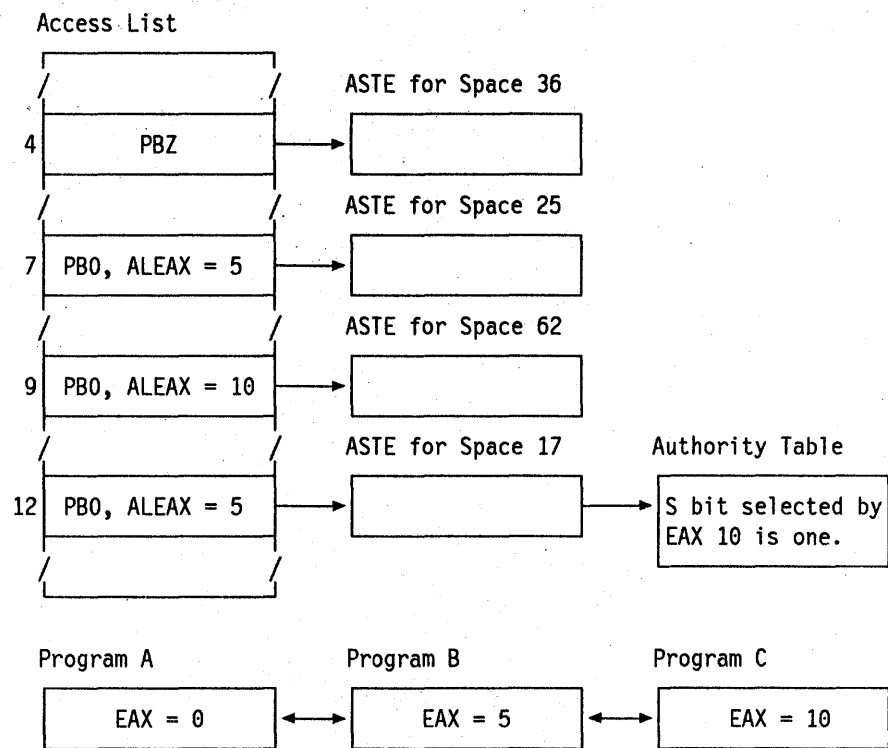 Access List
ASTE for Space 36
4 PBZ
ASTE for Space 25
7 PBO, ALEAX = 5
ASTE for Space 62
9 PBO, ALEAX = 10
ASTE for Space 17 Authority Table
12 PBO, ALEAX = 5 S bit selected by
EAX 10 is one.
Program A Program B Program C
EAX = 0 EAX = 5 EAX = 10